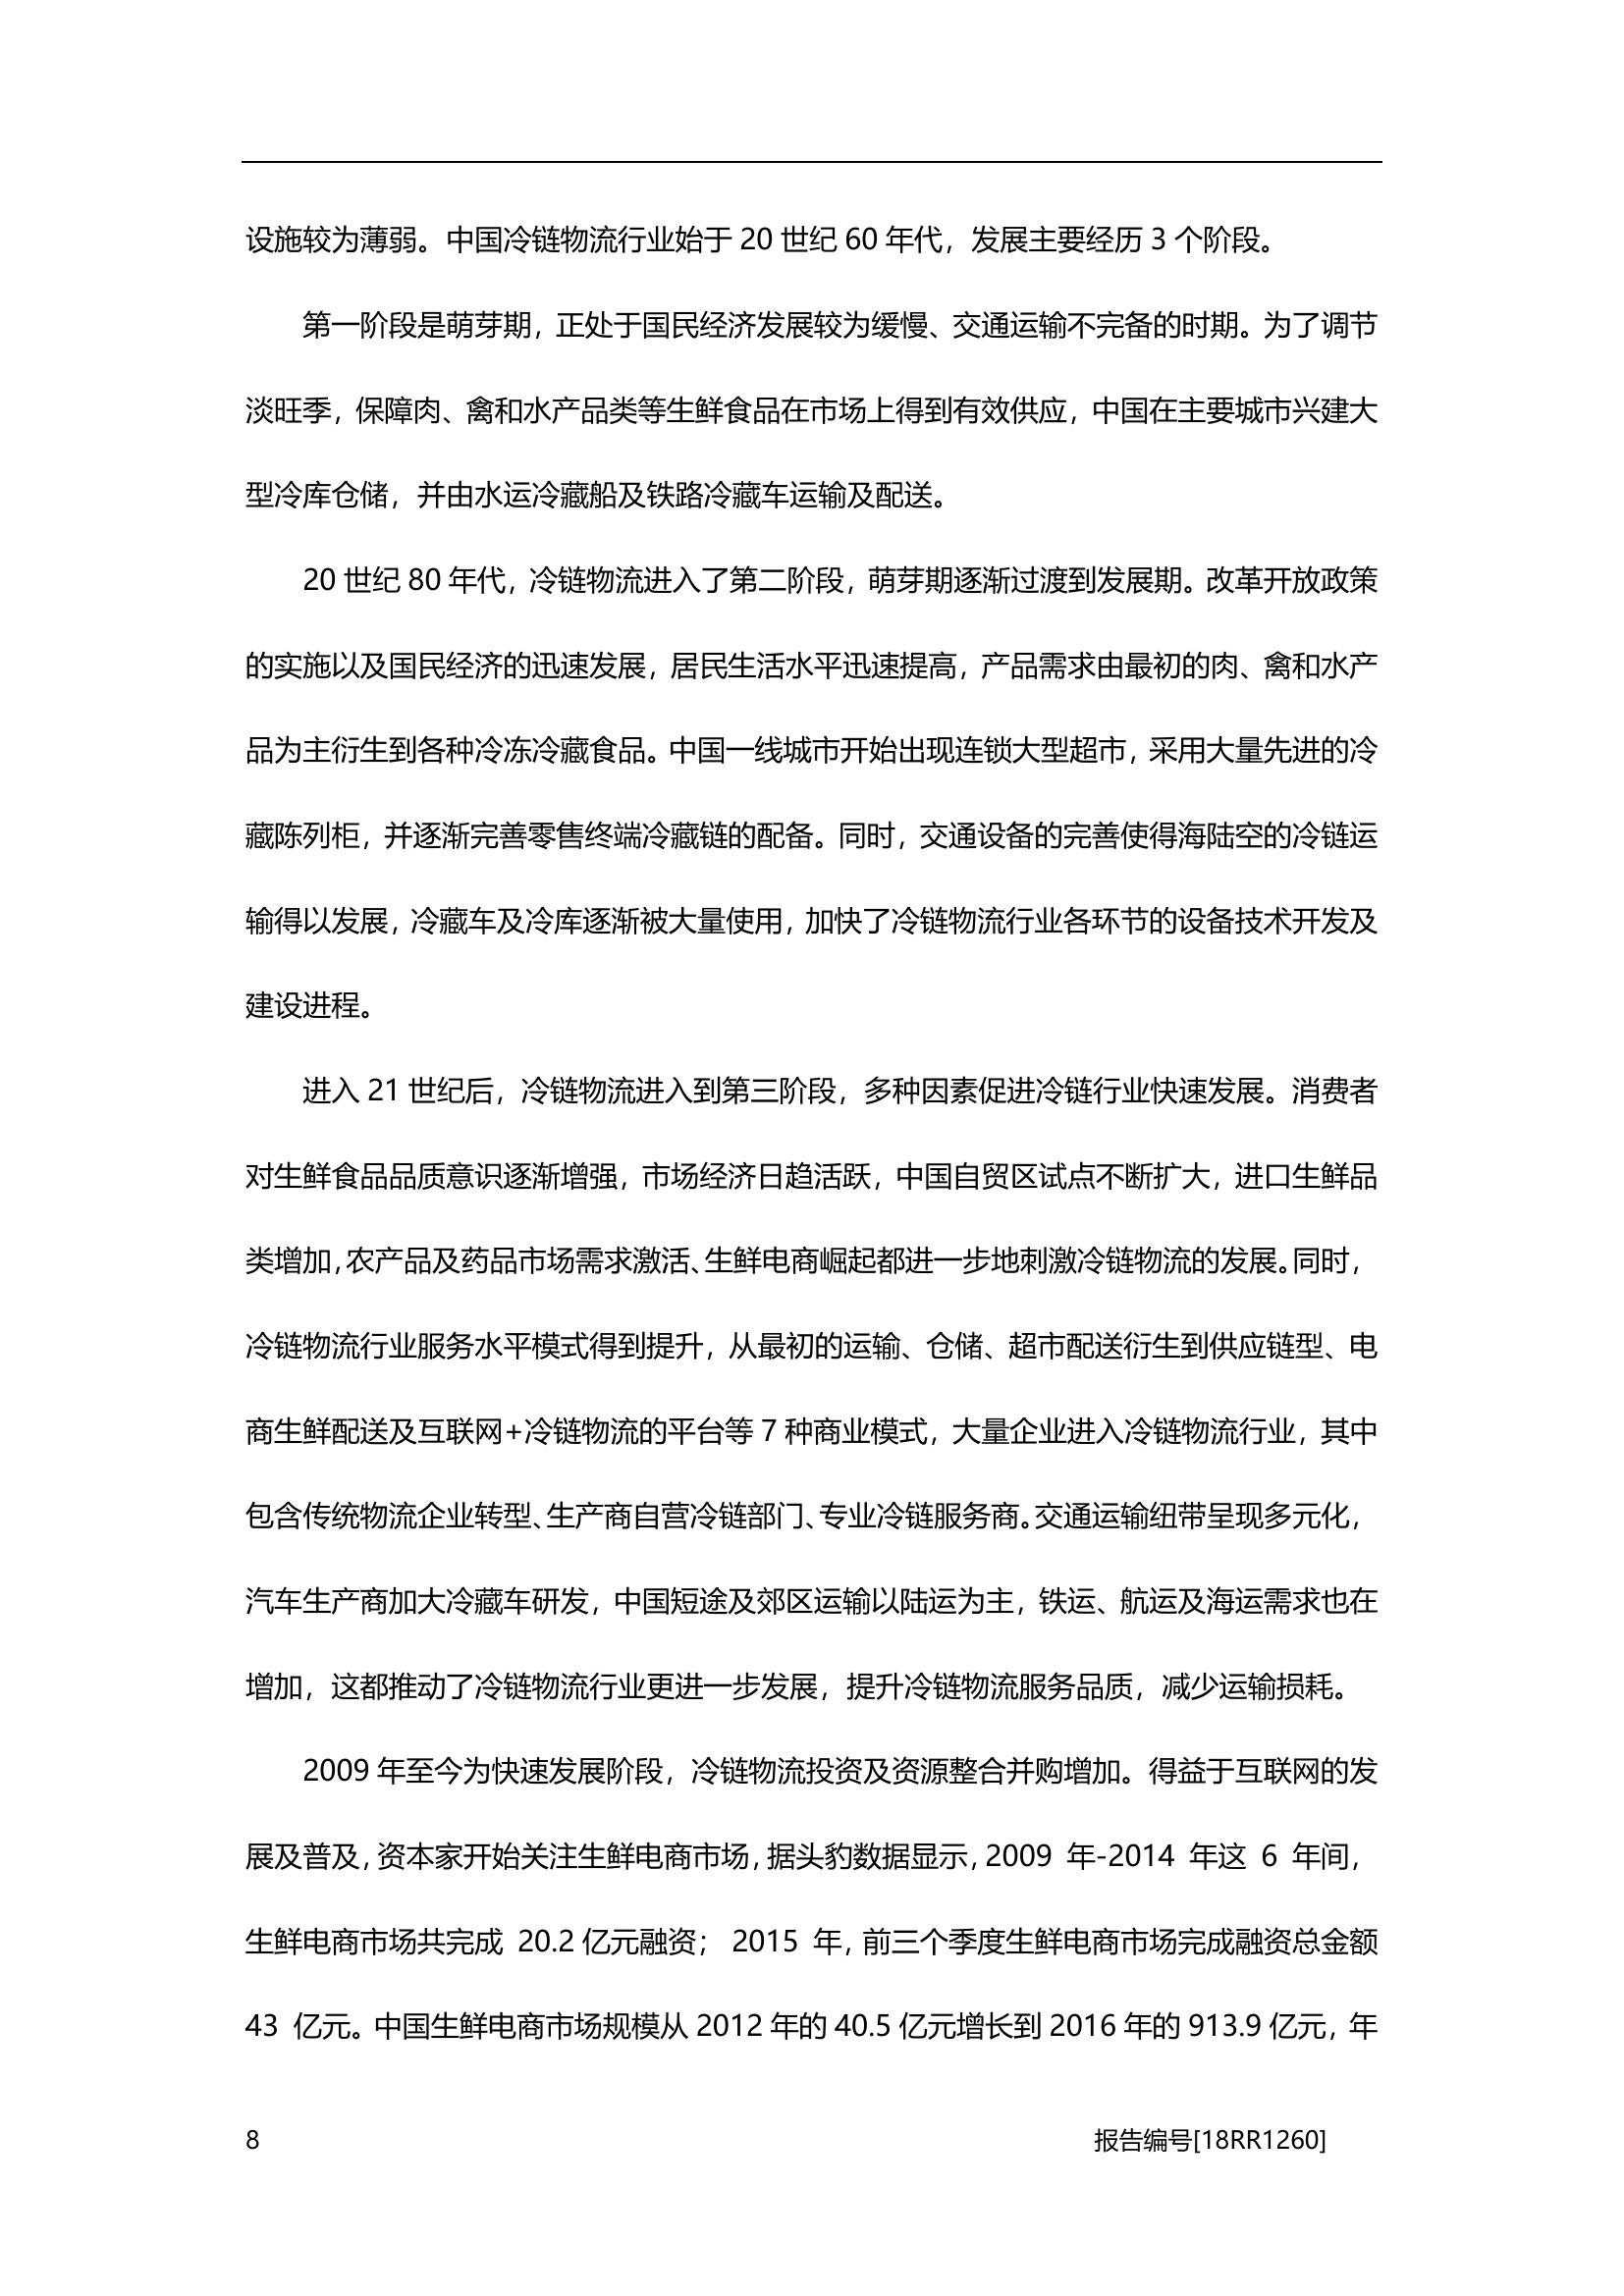 设施较为薄弱。中国冷链物流行业始于 20 世纪 60 年代，发展主要经历 3 个阶段。
第一阶段是萌芽期，正处于国民经济发展较为缓慢、交通运输不完备的时期。为了调节
淡旺季，保障肉、禽和水产品类等生鲜食品在市场上得到有效供应，中国在主要城市兴建大
型冷库仓储，并由水运冷藏船及铁路冷藏车运输及配送。
20 世纪 80 年代，冷链物流进入了第二阶段，萌芽期逐渐过渡到发展期。改革开放政策
的实施以及国民经济的迅速发展，居民生活水平迅速提高，产品需求由最初的肉、禽和水产
品为主衍生到各种冷冻冷藏食品。中国一线城市开始出现连锁大型超市，采用大量先进的冷
藏陈列柜，并逐渐完善零售终端冷藏链的配备。同时，交通设备的完善使得海陆空的冷链运
输得以发展，冷藏车及冷库逐渐被大量使用，加快了冷链物流行业各环节的设备技术开发及
建设进程。
进入 21 世纪后，冷链物流进入到第三阶段，多种因素促进冷链行业快速发展。消费者
对生鲜食品品质意识逐渐增强，市场经济日趋活跃，中国自贸区试点不断扩大，进口生鲜品
类增加，农产品及药品市场需求激活、生鲜电商崛起都进一步地刺激冷链物流的发展。同时，
冷链物流行业服务水平模式得到提升，从最初的运输、仓储、超市配送衍生到供应链型、电
商生鲜配送及互联网+冷链物流的平台等 7 种商业模式，大量企业进入冷链物流行业，其中
包含传统物流企业转型、生产商自营冷链部门、专业冷链服务商。交通运输纽带呈现多元化，
汽车生产商加大冷藏车研发，中国短途及郊区运输以陆运为主，铁运、航运及海运需求也在
增加，这都推动了冷链物流行业更进一步发展，提升冷链物流服务品质，减少运输损耗。
2009 年至今为快速发展阶段，冷链物流投资及资源整合并购增加。得益于互联网的发
展及普及，资本家开始关注生鲜电商市场，据头豹数据显示，2009 年-2014 年这 6 年间，
生鲜电商市场共完成 20.2 亿元融资； 2015 年，前三个季度生鲜电商市场完成融资总金额
43 亿元。中国生鲜电商市场规模从 2012 年的 40.5 亿元增长到 2016 年的 913.9 亿元，年
8 报告编号[18RR1260]